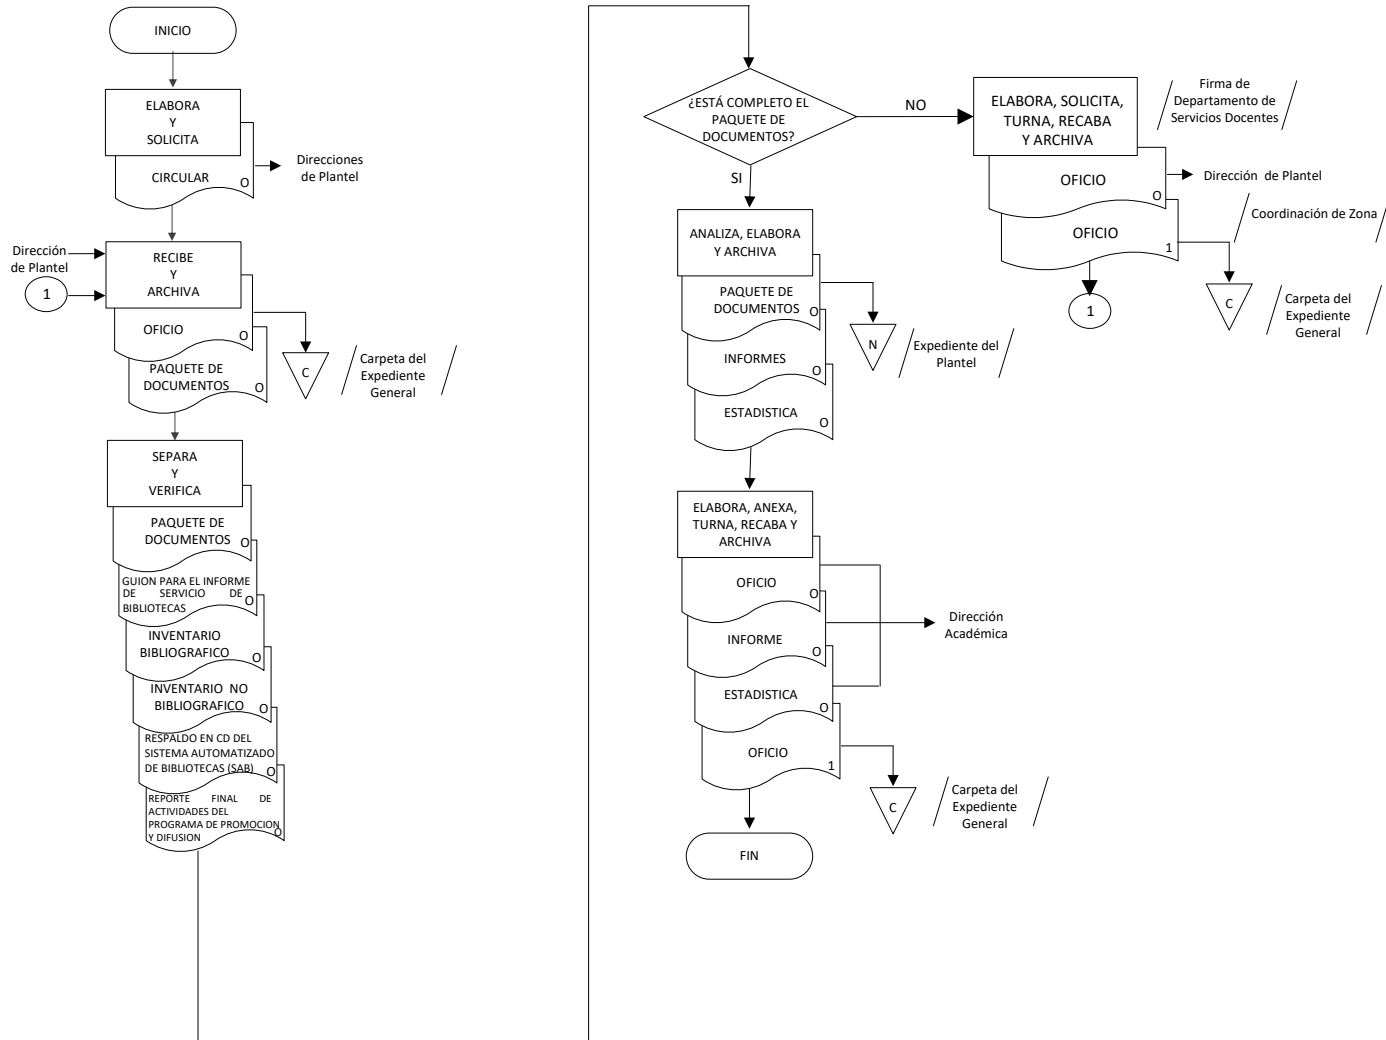 INICIO
ELABORA
Y
SOLICITA
CIRCULAR
O
Direcciones
de Plantel
Dirección
de Plantel
1
RECIBE
Y
ARCHIVA
OFICIO
O
PAQUETE DE
DOCUMENTOS
O
C
Carpeta del
Expediente
General
SEPARA
Y
VERIFICA
PAQUETE DE
DOCUMENTOS
O
GUION PARA EL INFORME
DE SERVICIO DE
BIBLIOTECAS
O
INVENTARIO
BIBLIOGRAFICO
O
INVENTARIO NO
BIBLIOGRAFICO
O
RESPALDO EN CD DEL
SISTEMA AUTOMATIZADO
DE BIBLIOTECAS (SAB)
O
REPORTE FINAL DE
ACTIVIDADES DEL
PROGRAMA DE PROMOCION
Y DIFUSION
O
¿ESTÁ COMPLETO EL
PAQUETE DE
DOCUMENTOS?
NO
SI
ELABORA, SOLICITA,
TURNA, RECABA
Y ARCHIVA
Firma de
Departamento de
Servicios Docentes
OFICIO
O
Dirección de Plantel
OFICIO
1
Coordinación de Zona
1
C
Carpeta del
Expediente
General
ANALIZA, ELABORA
Y ARCHIVA
PAQUETE DE
DOCUMENTOS
O
INFORMES
O
ESTADISTICA
O
N
Expediente del
Plantel
ELABORA, ANEXA,
TURNA, RECABA Y
ARCHIVA
OFICIO
O
INFORME
O
ESTADISTICA
O
OFICIO
1
Dirección
Académica
C
Carpeta del
Expediente
General
FIN